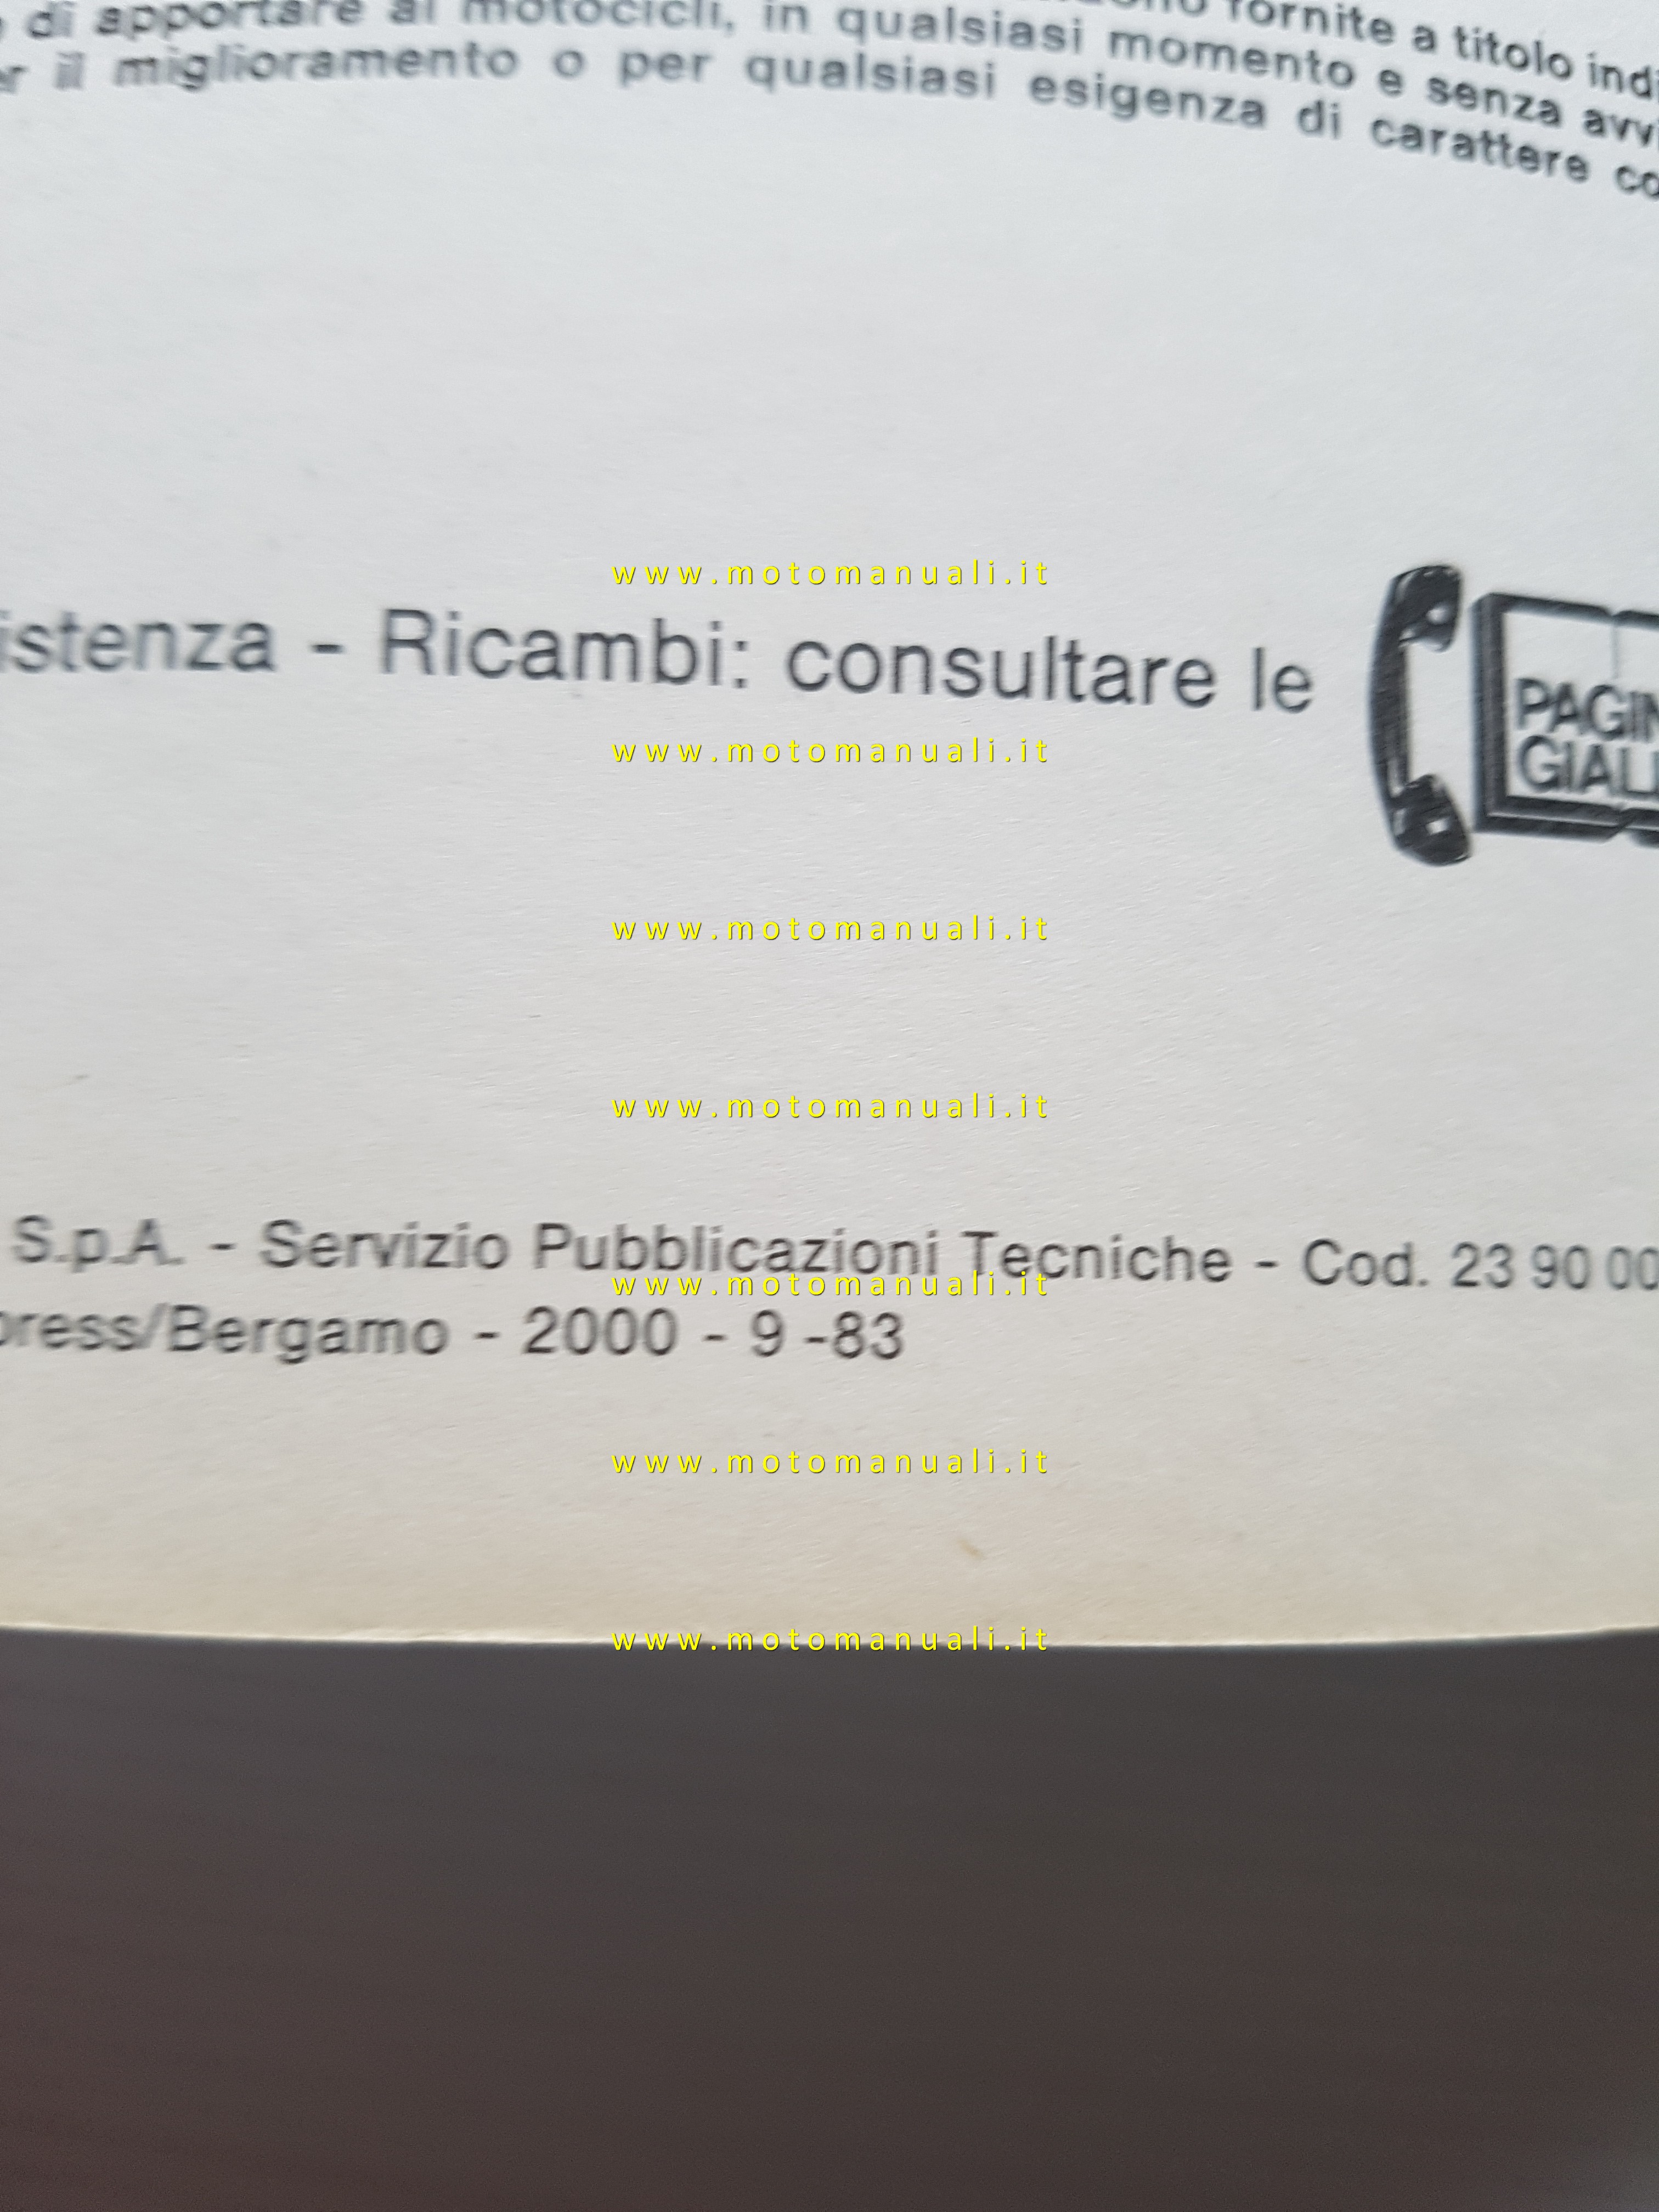 fornite a titolo indi
di apportare ai motocicli, in qualsiasi momento e senza avvi
il miglioramento o per qualsiasi esigenza di carattere co
www.motomanuali.it
istenza - Ricambi: consultare le
PAGIN
GIALL
www.motomanuali.it
www.motomanuali.it
www.motomanuali.it
S.p.A. - Servizio Pubblicazioni Tecniche - Cod. 23 90 00
www.motomanuali.it
press/Bergamo - 2000 - 9 -83
www.motomanuali.it
www.motomanuali.it